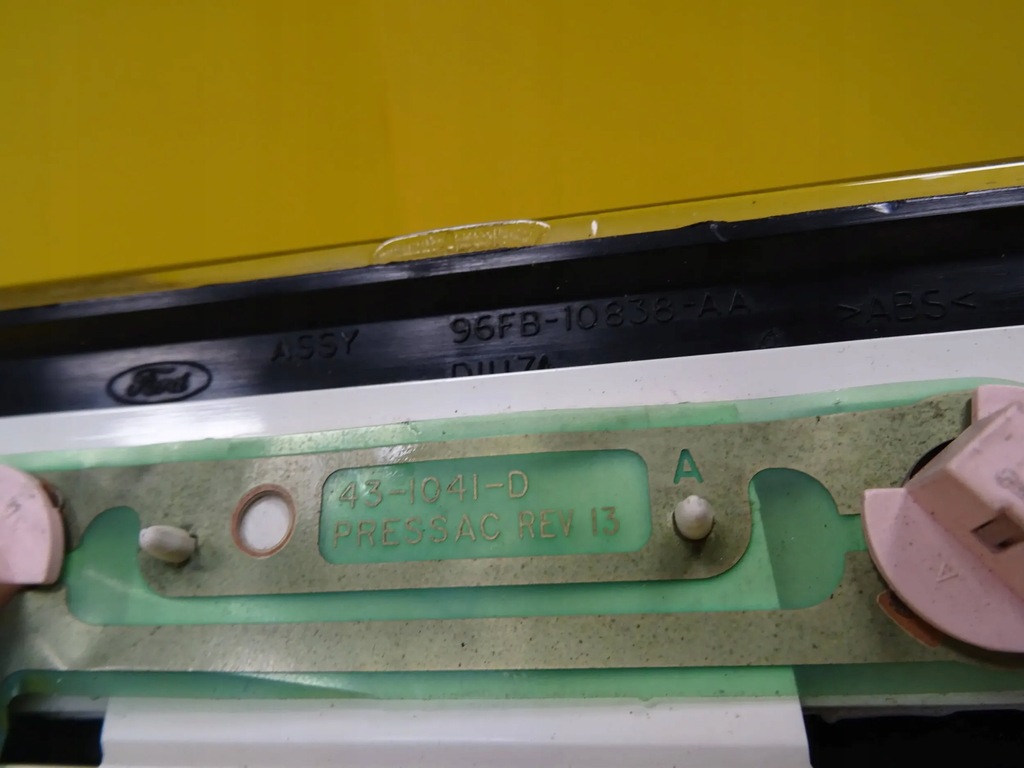 ASSY 96FB-10838-AA >ABS<
Ford
A
43-1041-D
PRESSAC REV 13